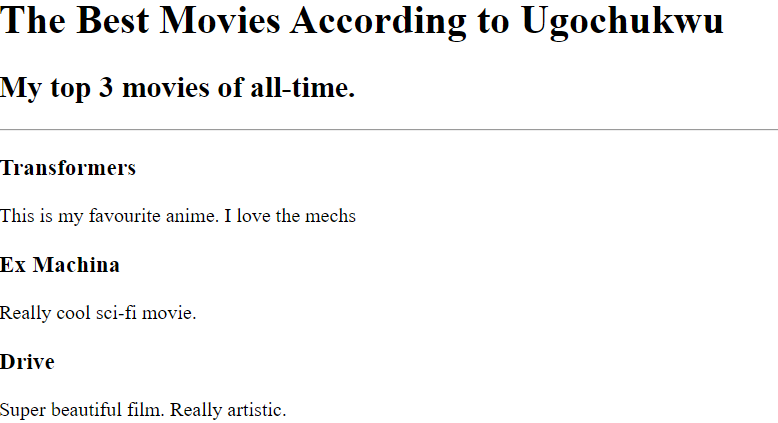 The Best Movies According to Ugochukwu
My top 3 movies of all-time.
Transformers
This is my favourite anime. I love the mechs
Ex Machina
Really cool sci-fi movie.
Drive
Super beautiful film. Really artistic.